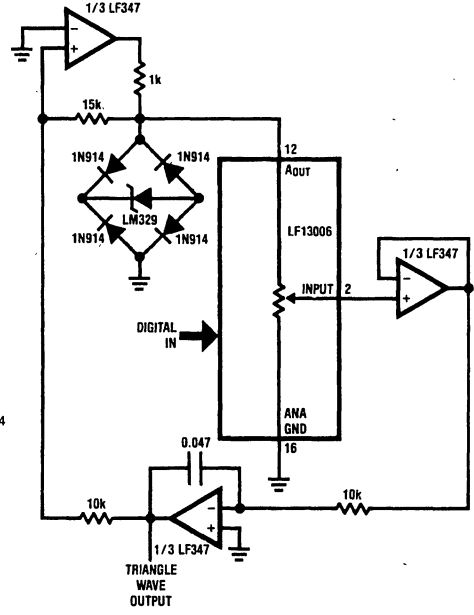 1/3 LF347
−
+
1k
15k
12
AOUT
1N914
1N914
LM329
1N914
1N914
LF13006
1/3 LF347
INPUT
2
−
+
DIGITAL
IN
ANA
GND
16
4
0.047
10k
−
+
10k
1/3 LF347
TRIANGLE
WAVE
OUTPUT